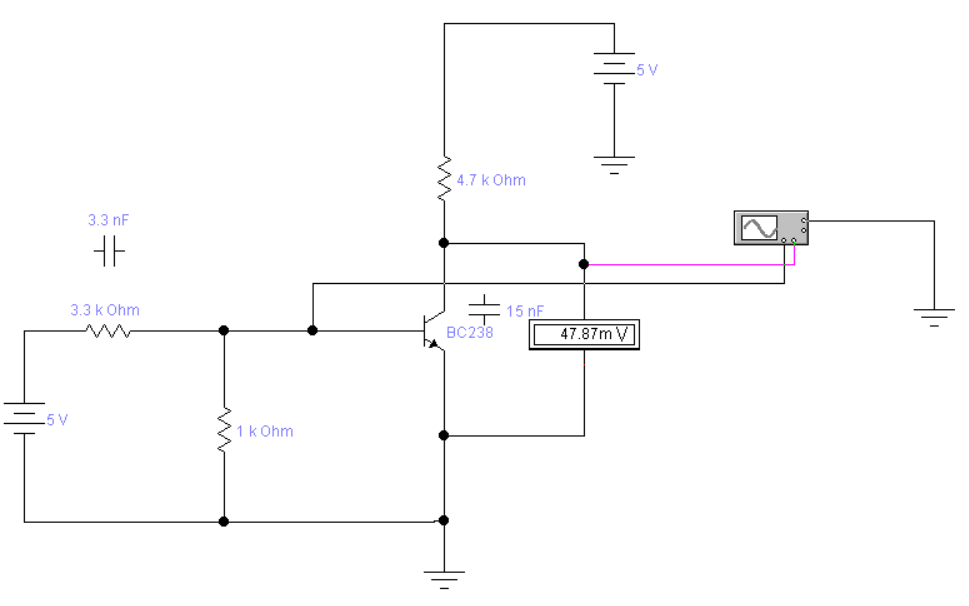 5 V
4.7 k Ohm
3.3 nF
3.3 k Ohm
15 nF
BC238
47.87m V
5 V
1 k Ohm